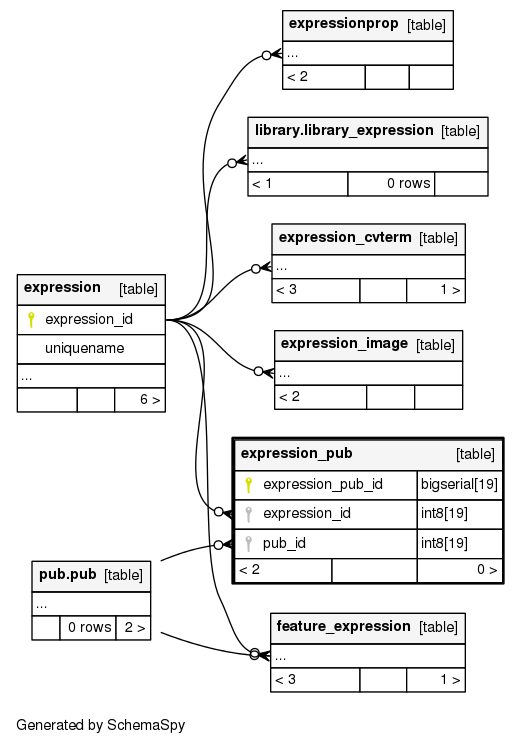 expressionprop [table]
...
< 2
library.library_expression [table]
...
< 1 0 rows
expression_cvterm [table]
...
< 3 1 >
expression [table]
expression_id
uniquename
...
6 >
expression_image [table]
...
< 2
expression_pub [table]
expression_pub_id bigserial[19]
expression_id int8[19]
pub_id int8[19]
< 2 0 >
pub.pub [table]
...
0 rows 2 >
feature_expression [table]
...
< 3 1 >
Generated by SchemaSpy